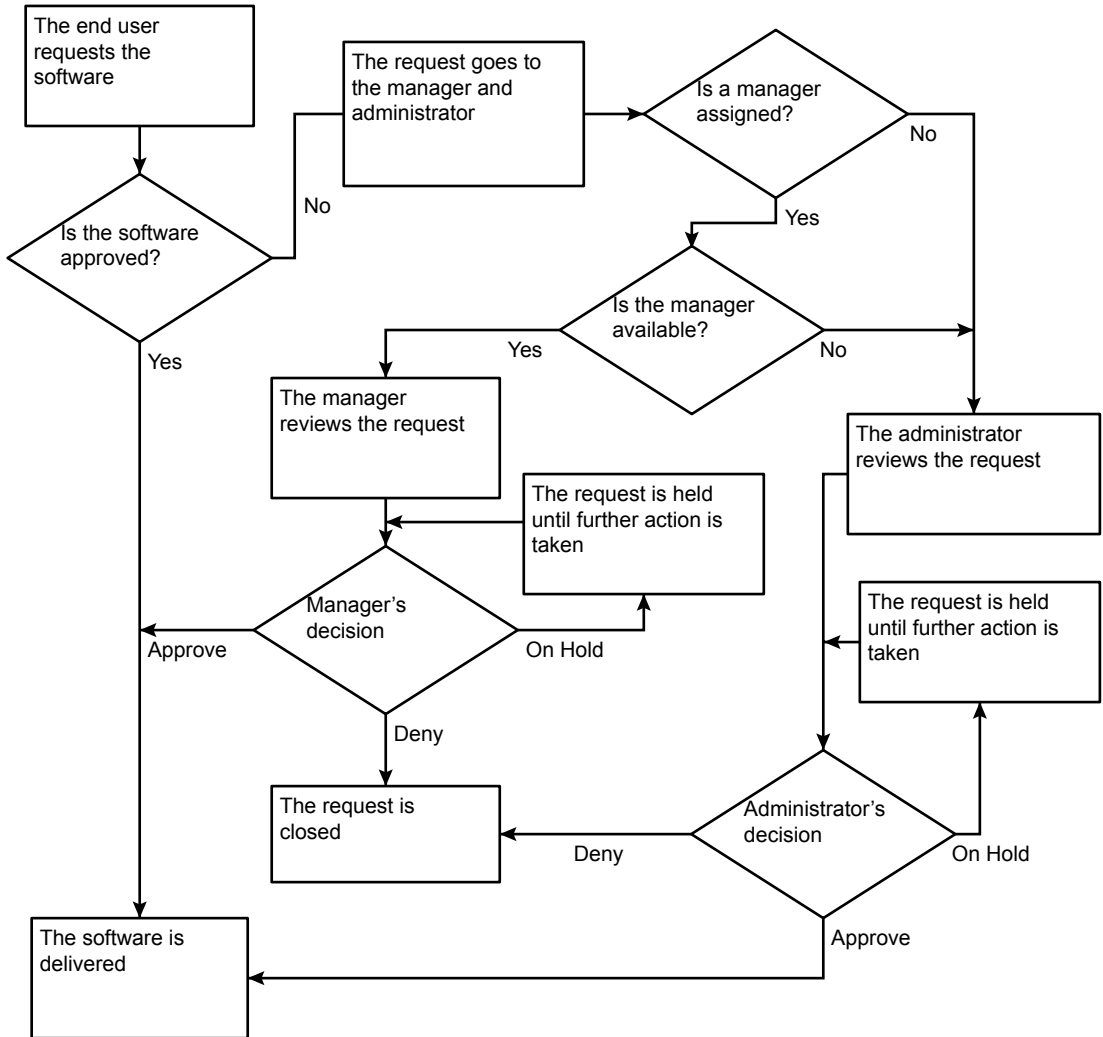 The end user
requests the
software
The request goes to
the manager and
administrator
Is a manager
assigned?
No
Yes
No
Is the software
approved?
Is the manager
available?
Yes
No
Yes
The manager
reviews the request
The administrator
reviews the request
The request is held
until further action is
taken
Manager’s
decision
Approve
On Hold
The request is held
until further action is
taken
Deny
The request is
closed
Administrator’s
decision
Deny
On Hold
Approve
The software is
delivered